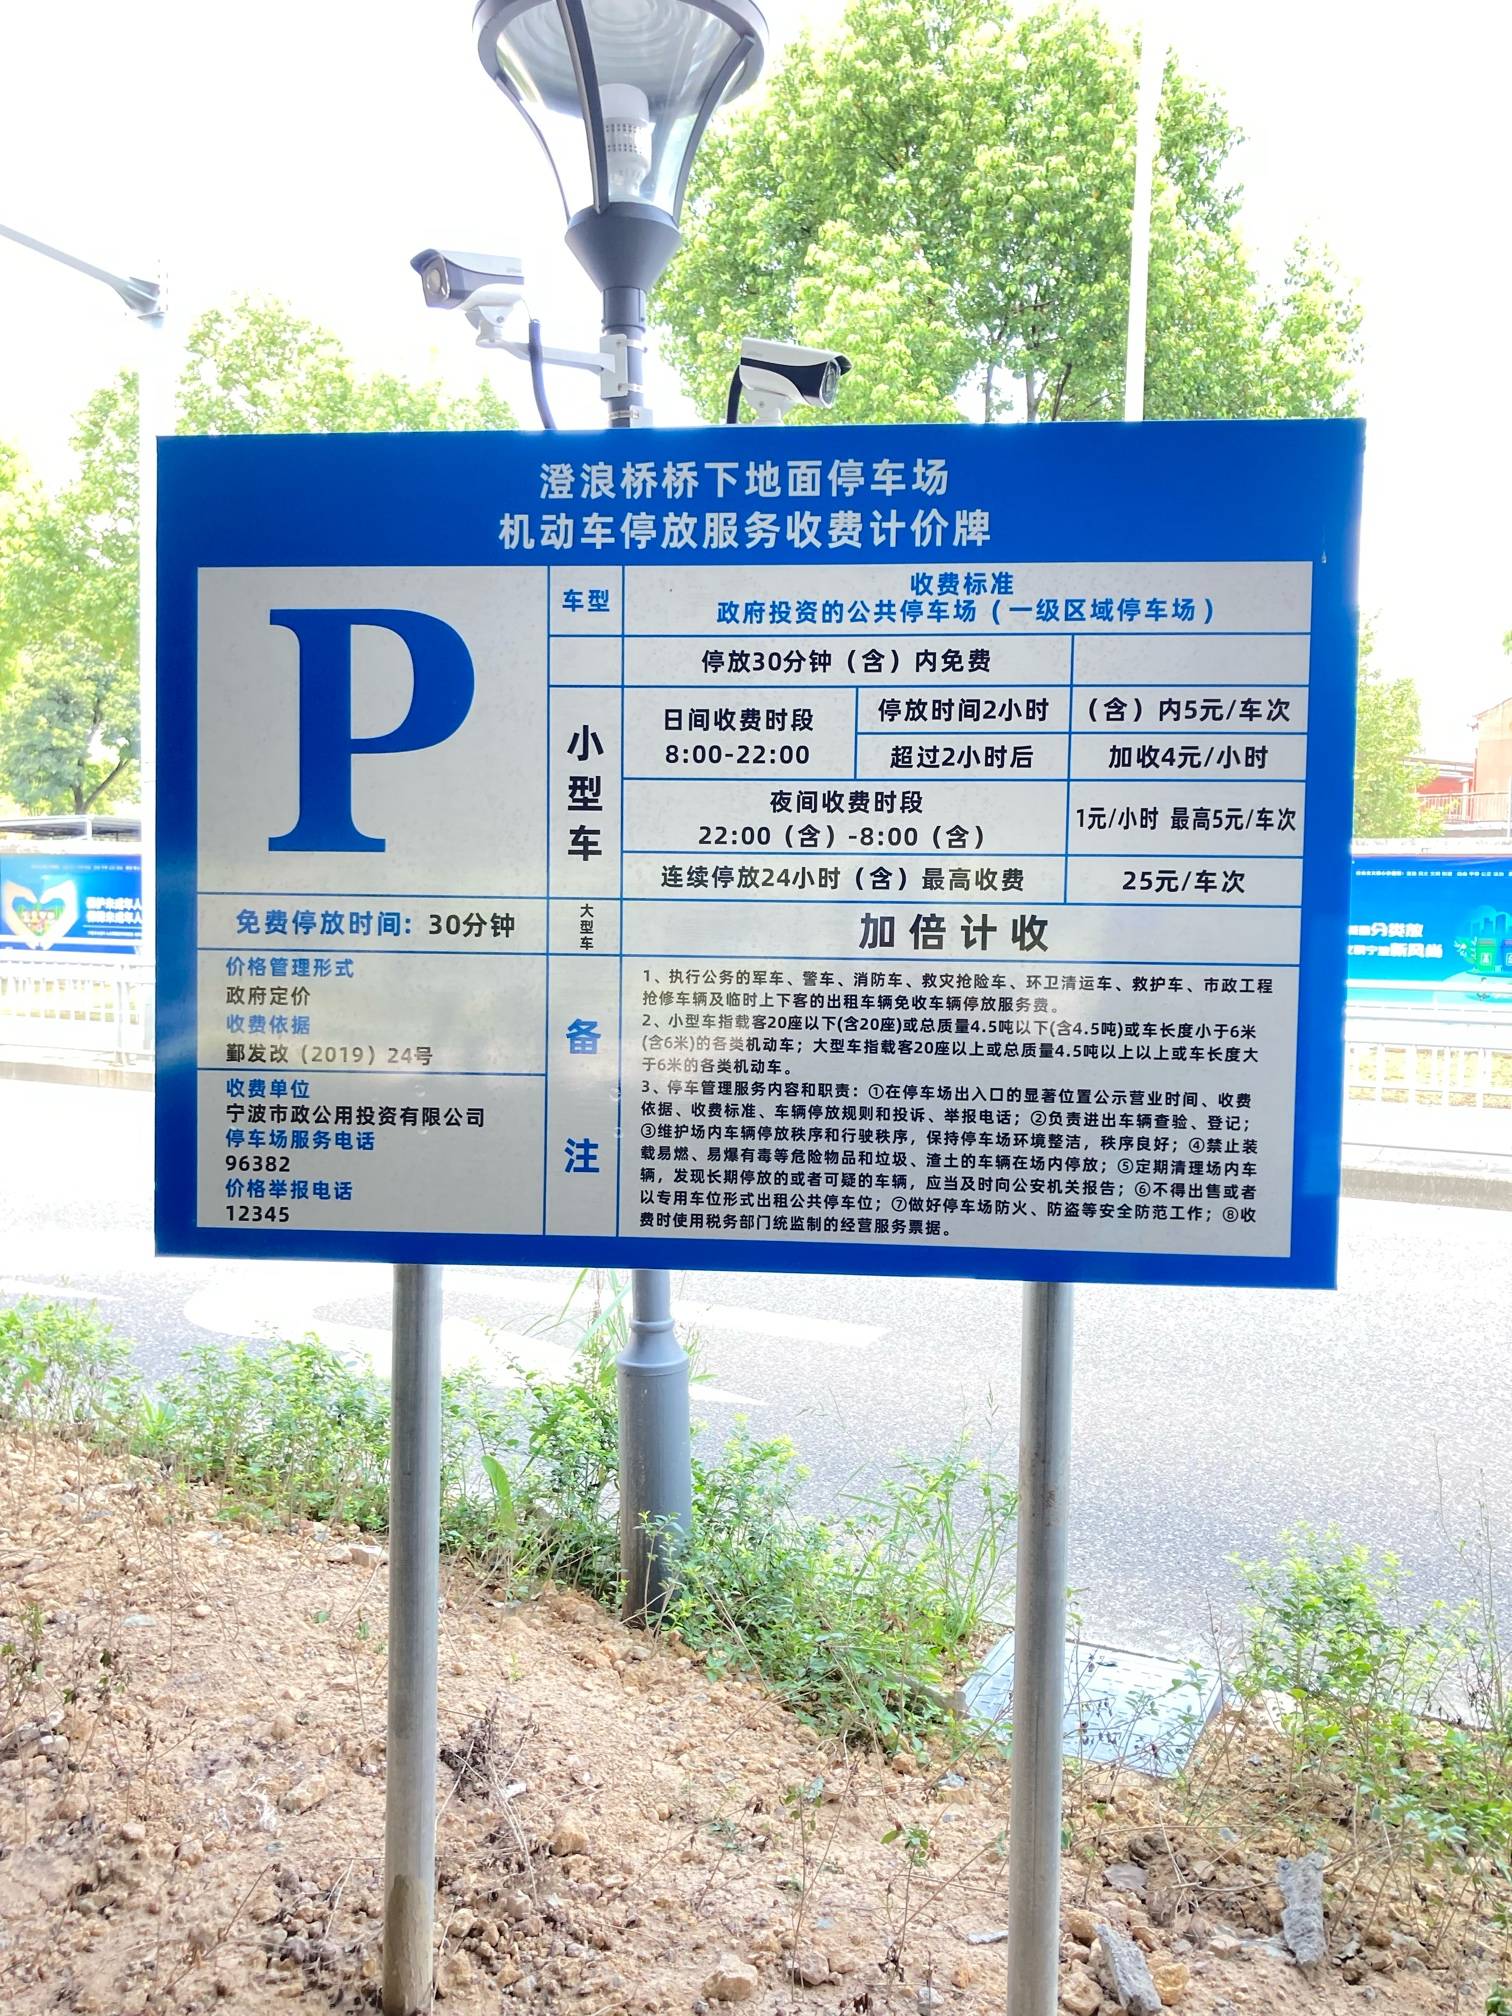 澄浪桥桥下地面停车场
机动车停放服务收费计价牌
P
车型
收费标准
政府投资的公共停车场（一级区域停车场）
停放30分钟（含）内免费
小型车
日间收费时段
8:00-22:00
停放时间2小时
（含）内5元/车次
超过2小时后
加收4元/小时
夜间收费时段
22:00（含）-8:00（含）
1元/小时 最高5元/车次
连续停放24小时（含）最高收费
25元/车次
免费停放时间：30分钟
大型车
加倍计收
价格管理形式
政府定价
收费依据
鄞发改（2019）24号
收费单位
宁波市政公用投资有限公司
停车场服务电话
96382
价格举报电话
12345
备注
1、执行公务的军车、警车、消防车、救灾抢险车、环卫清运车、救护车、市政工程
抢修车辆及临时上下客的出租车辆免收车辆停放服务费。
2、小型车指载客20座以下(含20座)或总质量4.5吨以下(含4.5吨)或车长度小于6米
(含6米)的各类机动车；大型车指载客20座以上或总质量4.5吨以上以上或车长度大
于6米的各类机动车。
3、停车管理服务内容和职责：①在停车场出入口的显著位置公示营业时间、收费
依据、收费标准、车辆停放规则和投诉、举报电话；②负责进出车辆查验、登记；
③维护场内车辆停放秩序和行驶秩序，保持停车场环境整洁，秩序良好；④禁止装
载易燃、易爆有毒等危险物品和垃圾、渣土的车辆在场内停放；⑤定期清理场内车
辆，发现长期停放的或者可疑的车辆，应当及时向公安机关报告；⑥不得出售或者
以专用车位形式出租公共停车位；⑦做好停车场防火、防盗等安全防范工作；⑧收
费时使用税务部门统监制的经营服务票据。
保护未成年人
分类放
新风尚